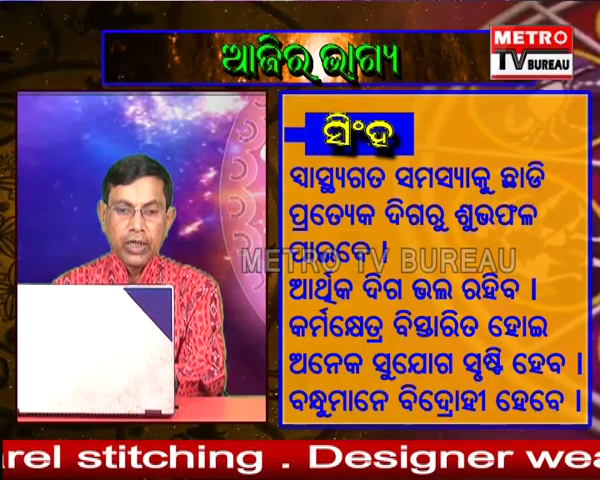 ଆଜିର ଭାଗ୍ୟ
METRO
TV BUREAU
ସିଂହ
ସ୍ୱାସ୍ଥ୍ୟଗତ ସମସ୍ୟାକୁ ଛାଡି
ପ୍ରତ୍ୟେକ ଦିଗରୁ ଶୁଭଫଳ
ପାଇବେ ।
METRO TV BUREAU
ଆର୍ଥିକ ଦିଗ ଭଲ ରହିବ ।
କର୍ମକ୍ଷେତ୍ର ବିସ୍ତାରିତ ହୋଇ
ଅନେକ ସୁଯୋଗ ସୃଷ୍ଟି ହେବ ।
ବନ୍ଧୁମାନେ ବିଦ୍ରୋହୀ ହେବେ ।
arel stitching . Designer wea